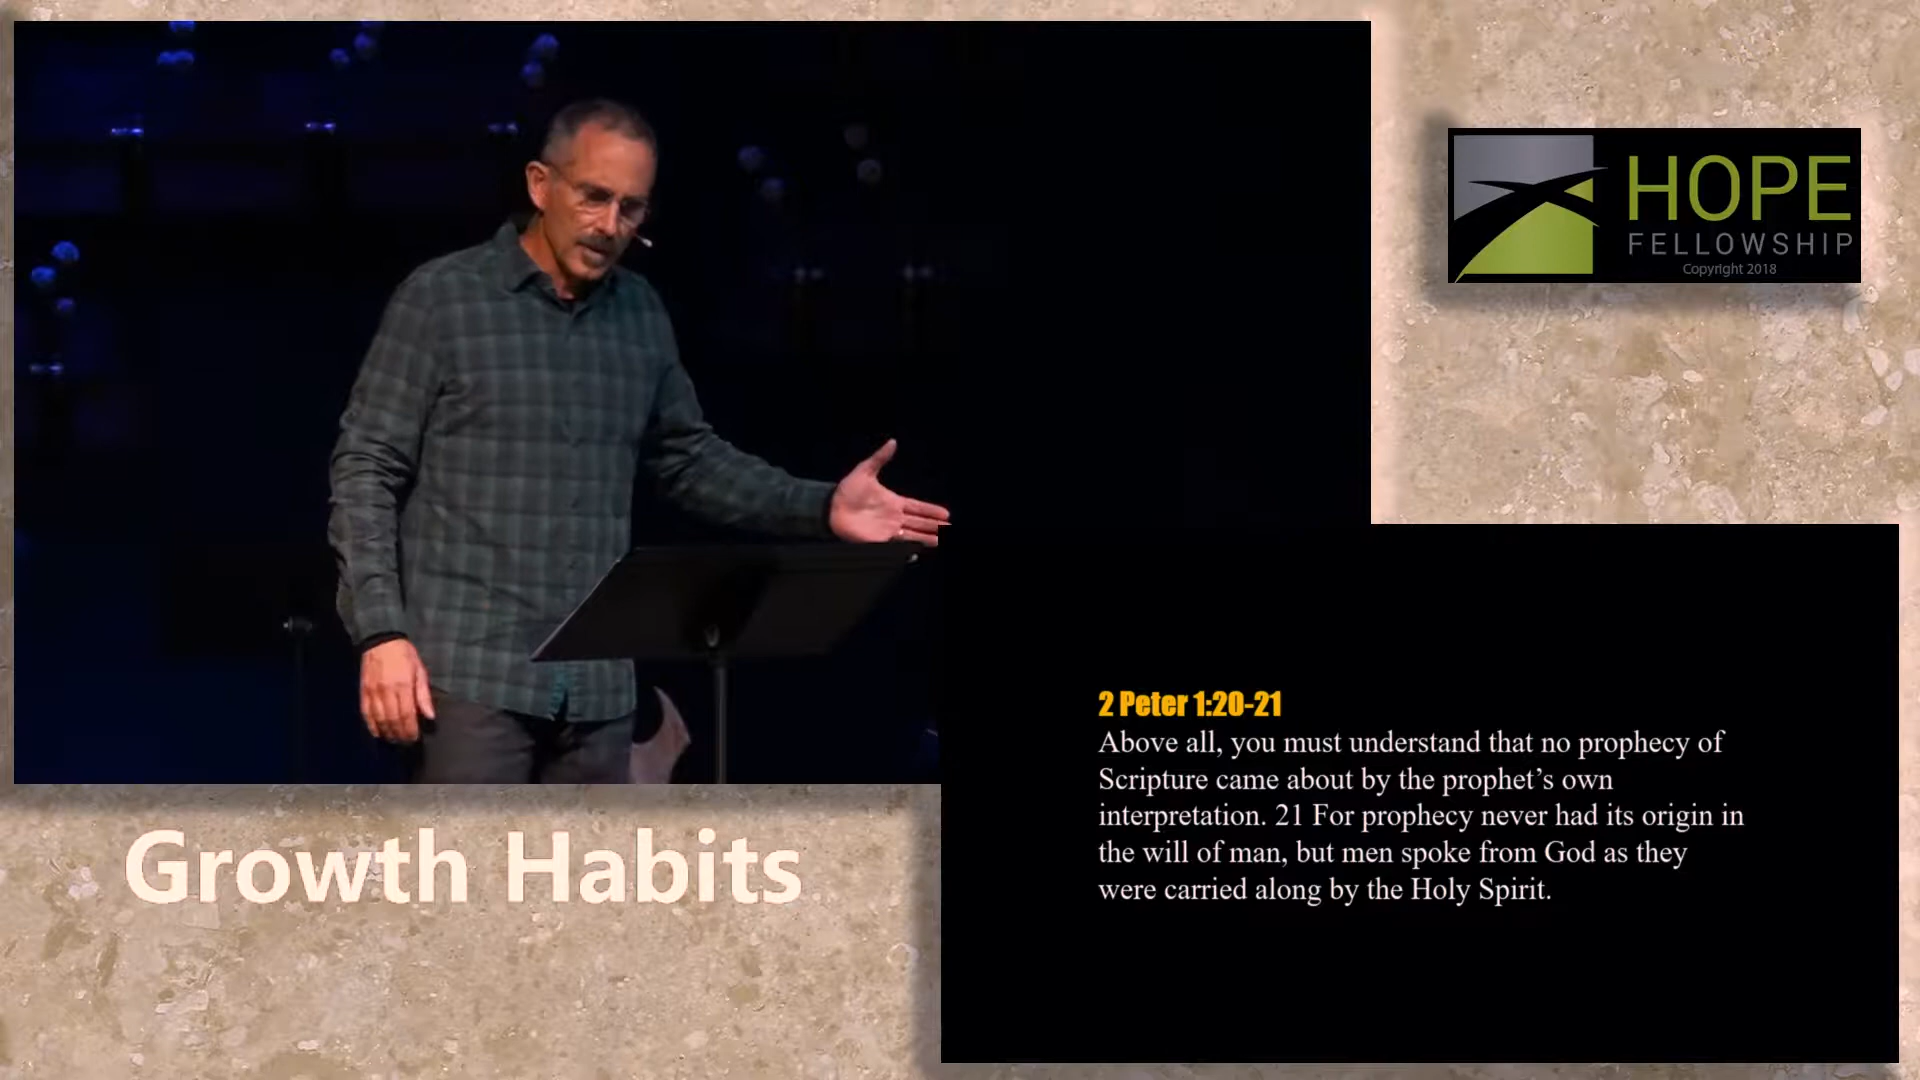 HOPE
FELLOWSHIP
Copyright 2018
2 Peter 1:20-21
Above all, you must understand that no prophecy of
Scripture came about by the prophet’s own
interpretation. 21 For prophecy never had its origin in
the will of man, but men spoke from God as they
were carried along by the Holy Spirit.
Growth Habits